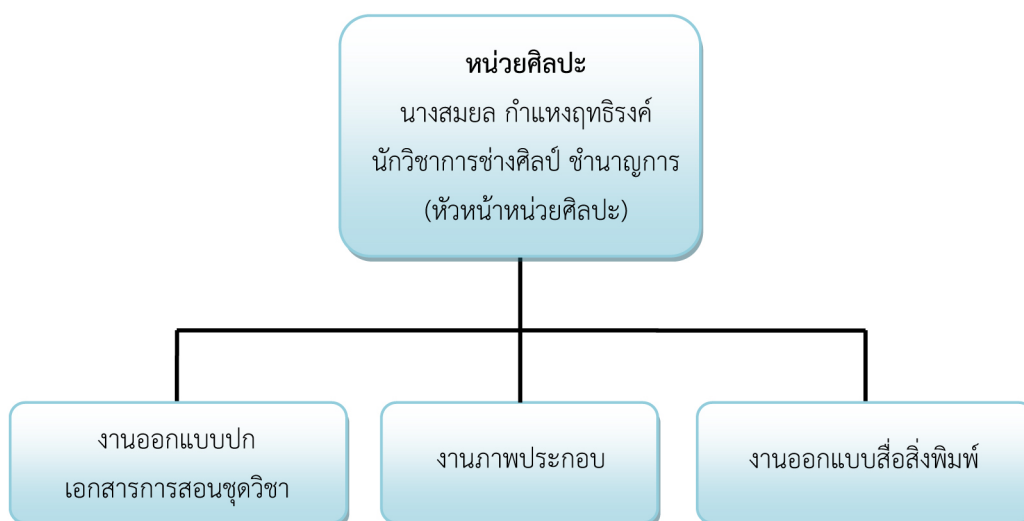 หน่วยศิลปะ
นางสมยล กำแหงฤทธิรงค์
นักวิชาการช่างศิลป์ ชำนาญการ
(หัวหน้าหน่วยศิลปะ)
งานออกแบบปก
เอกสารการสอนชุดวิชา
งานภาพประกอบ
งานออกแบบสื่อสิ่งพิมพ์